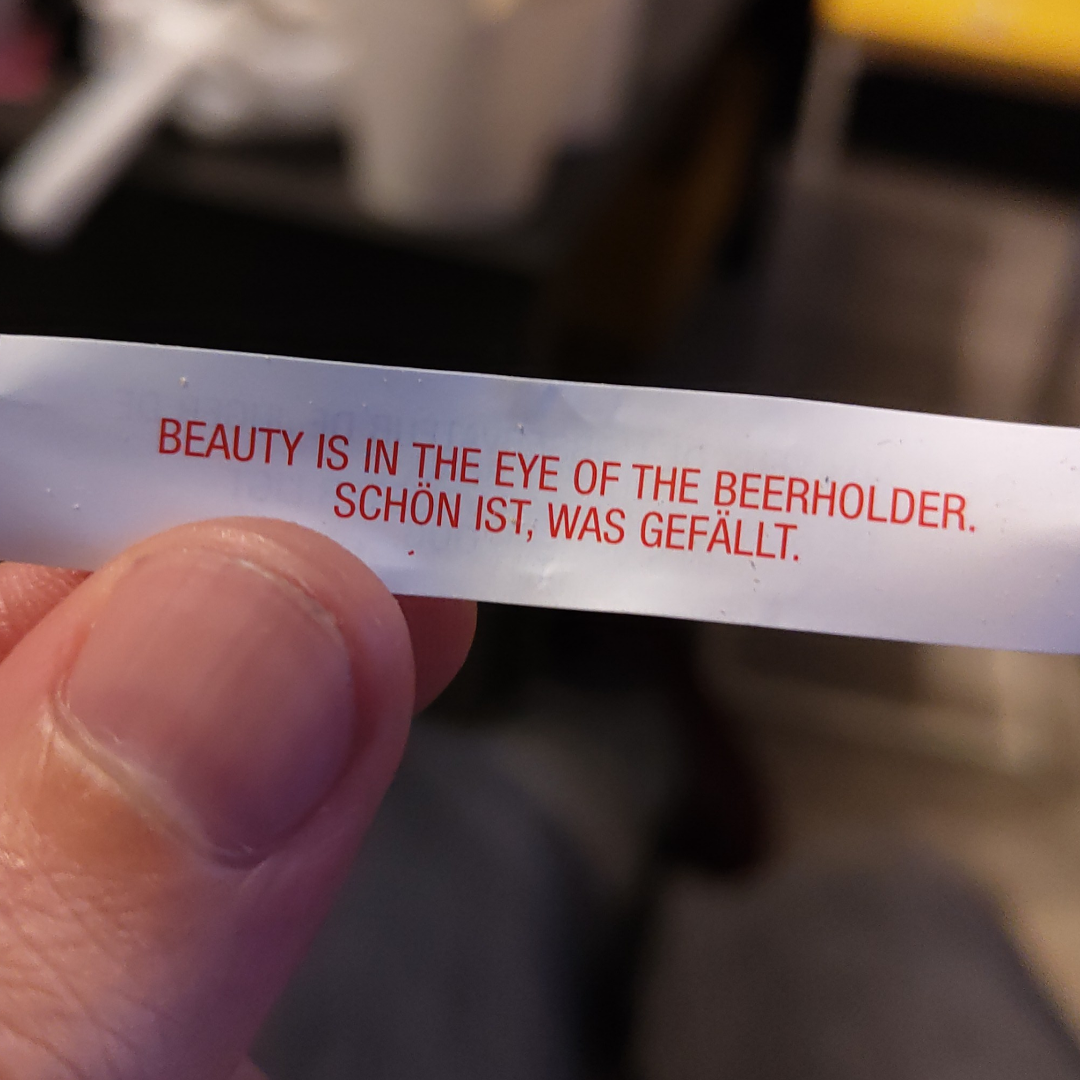 BEAUTY IS IN THE EYE OF THE BEERHOLDER.
SCHÖN IST, WAS GEFÄLLT.